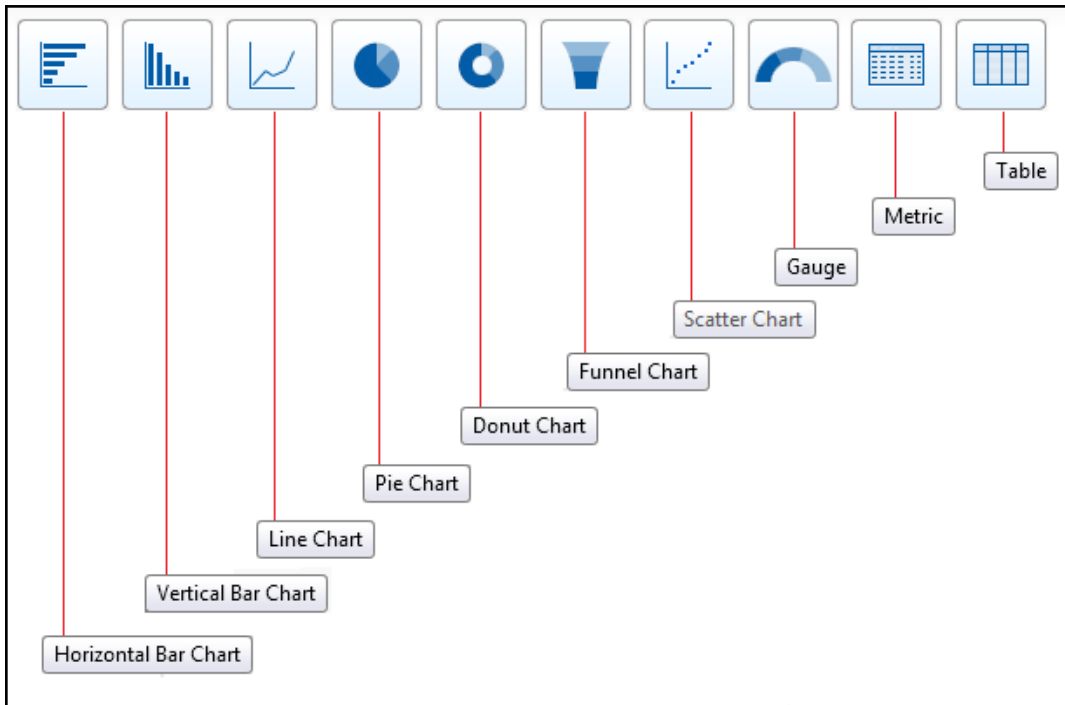 Table
Metric
Gauge
Scatter Chart
Funnel Chart
Donut Chart
Pie Chart
Line Chart
Vertical Bar Chart
Horizontal Bar Chart